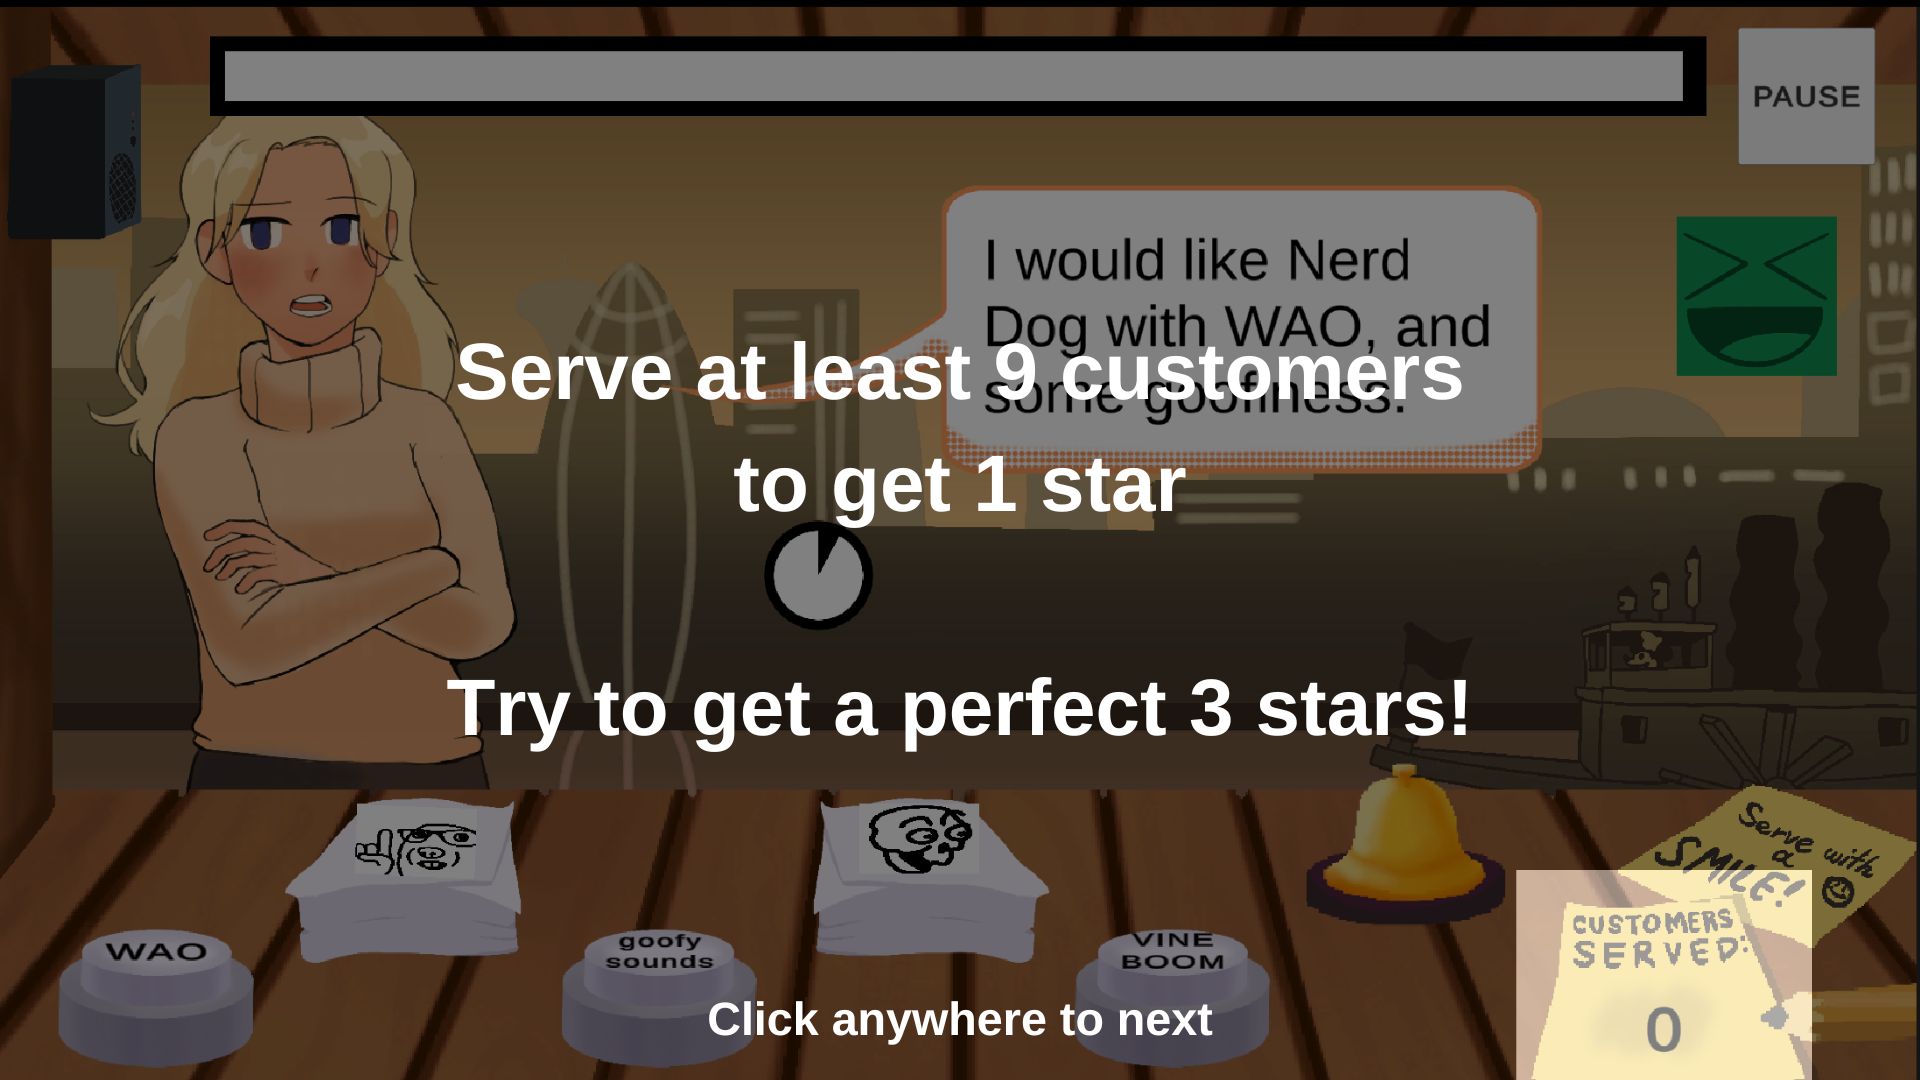 PAUSE
I would like Nerd
Dog with WAO, and
some goofiness.
Serve at least 9 customers
to get 1 star
Try to get a perfect 3 stars!
Serve with
a
SMILE!
WAO
goofy
sounds
VINE
BOOM
CUSTOMERS
SERVED:
0
Click anywhere to next